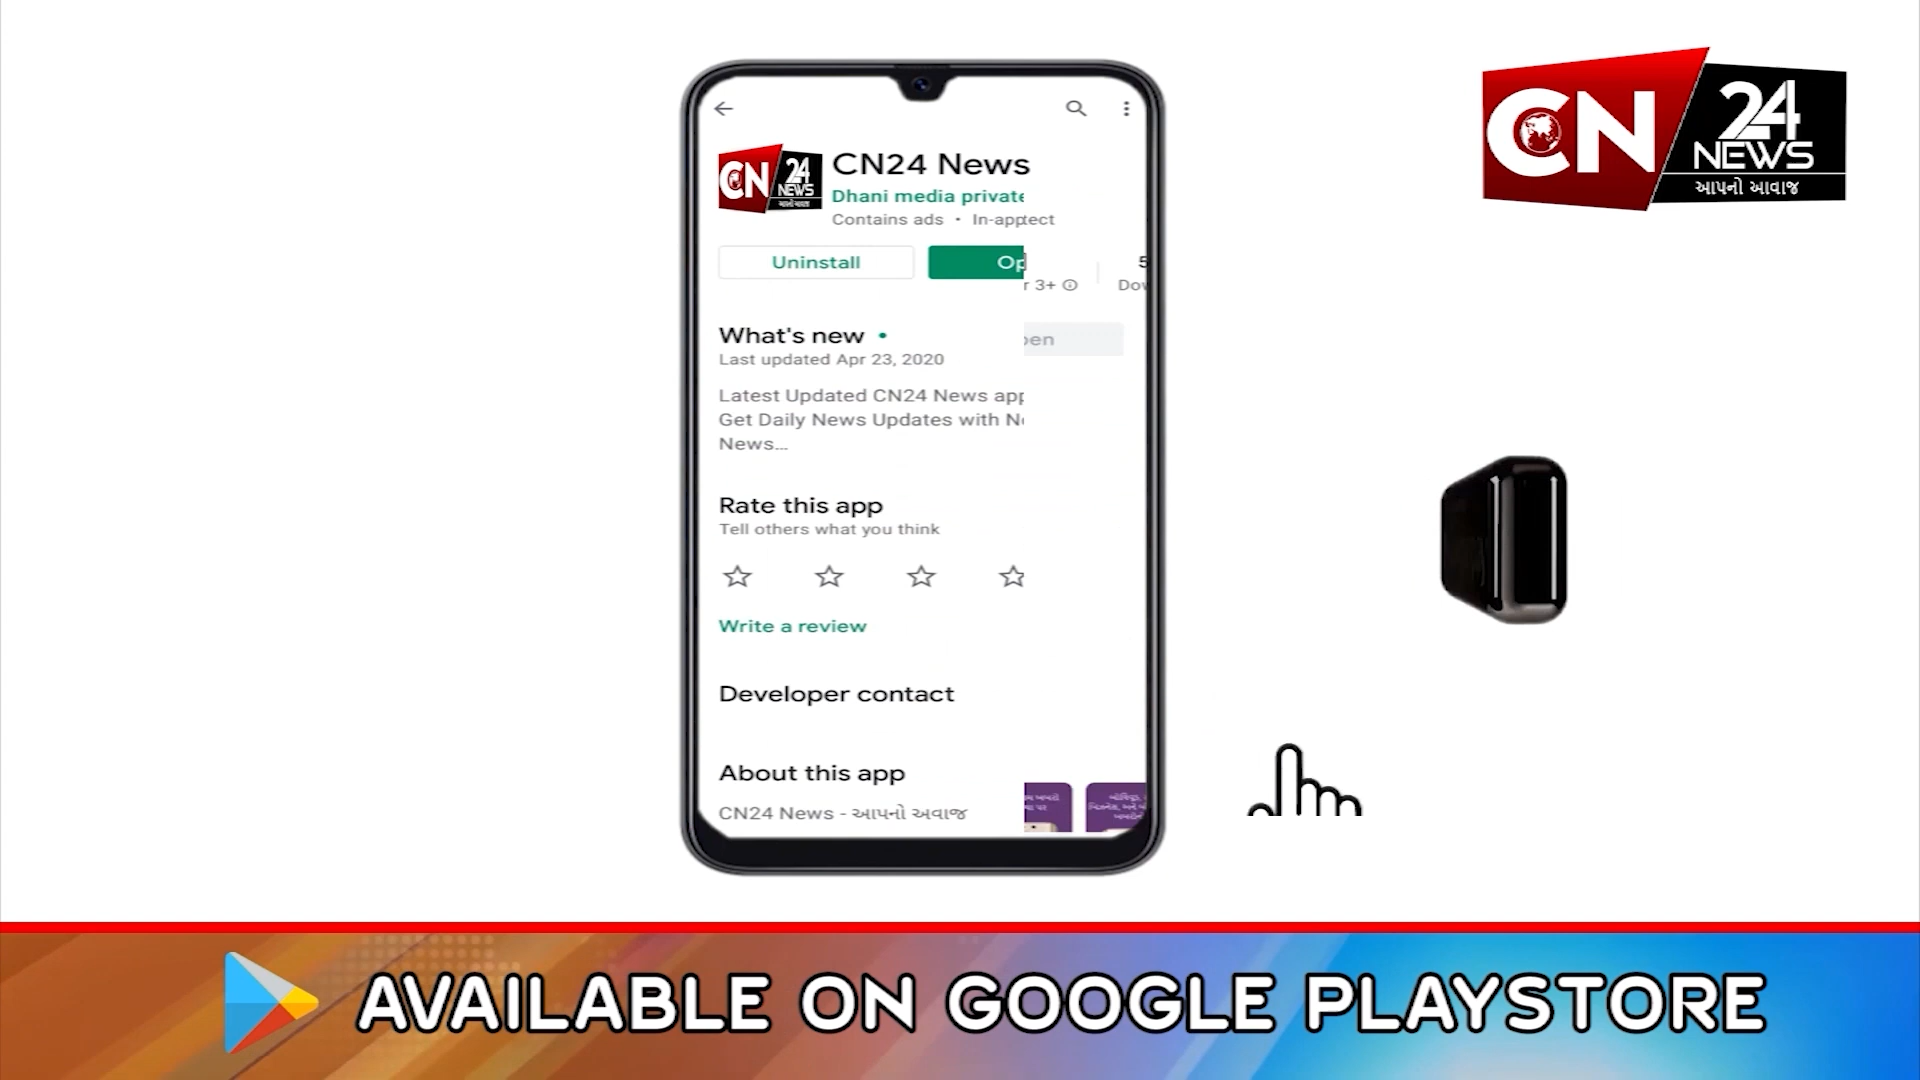 CN
24
NEWS
આપનો આવાજ
CN
24
NEWS
CN24 News
Dhani media private
Contains ads • In-app
Uninstall
3+
What's new •
Last updated Apr 23, 2020
Latest Updated CN24 News app
Get Daily News Updates with
News...
Rate this app
Tell others what you think
Write a review
Developer contact
About this app
CN24 News - આપનો અવાજ
AVAILABLE ON GOOGLE PLAYSTORE